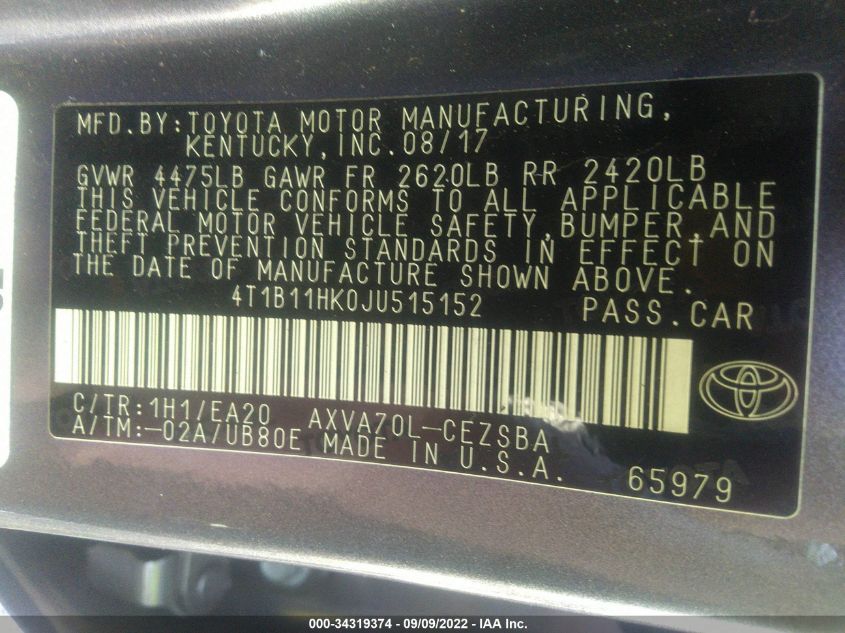 MFD.BY:TOYOTA MOTOR MANUFACTURING,
KENTUCKY,INC.08/17
GVWR 4475LB GAWR FR 2620LB RR 2420LB
THIS VEHICLE CONFORMS TO ALL APPLICABLE
FEDERAL MOTOR VEHICLE SAFETY,BUMPER,AND
THEFT PREVENTION STANDARDS IN EFFECT ON
THE DATE OF MANUFACTURE SHOWN ABOVE.
4T1B11HK0JU515152 PASS.CAR
C/TR:1H1/EA20 AXVA70L-CEZSBA
A/TM:-02A/UB80E MADE IN U.S.A.
65979
000-34319374 - 09/09/2022 - IAA Inc.